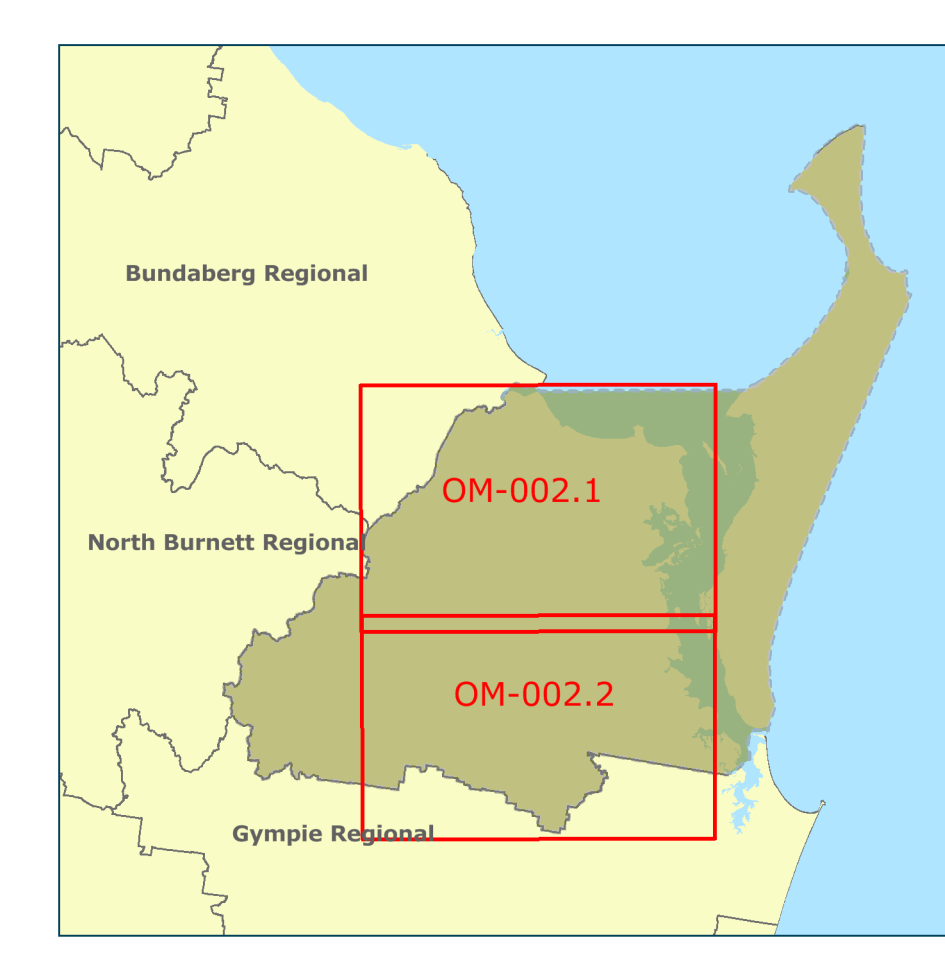 Bundaberg Regional
OM-002.1
North Burnett Regional
OM-002.2
Gympie Regional